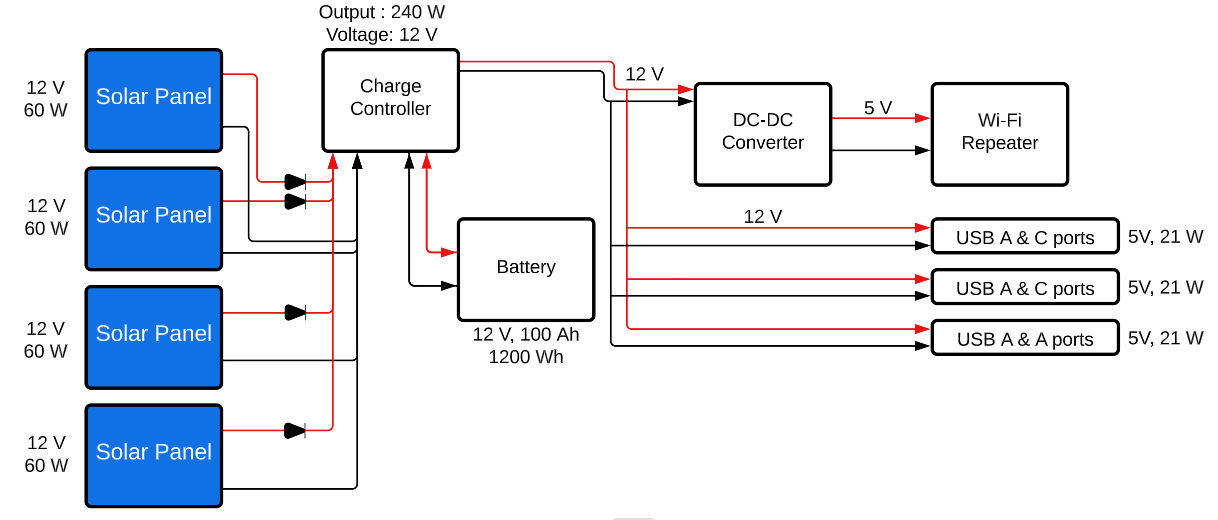 Output : 240 W
Voltage: 12 V
12 V
60 W
Solar Panel
Charge
Controller
12 V
DC-DC
Converter
5 V
Wi-Fi
Repeater
12 V
60 W
Solar Panel
12 V
USB A & C ports
5V, 21 W
Battery
USB A & C ports
5V, 21 W
12 V, 100 Ah
1200 Wh
12 V
60 W
Solar Panel
USB A & A ports
5V, 21 W
12 V
60 W
Solar Panel